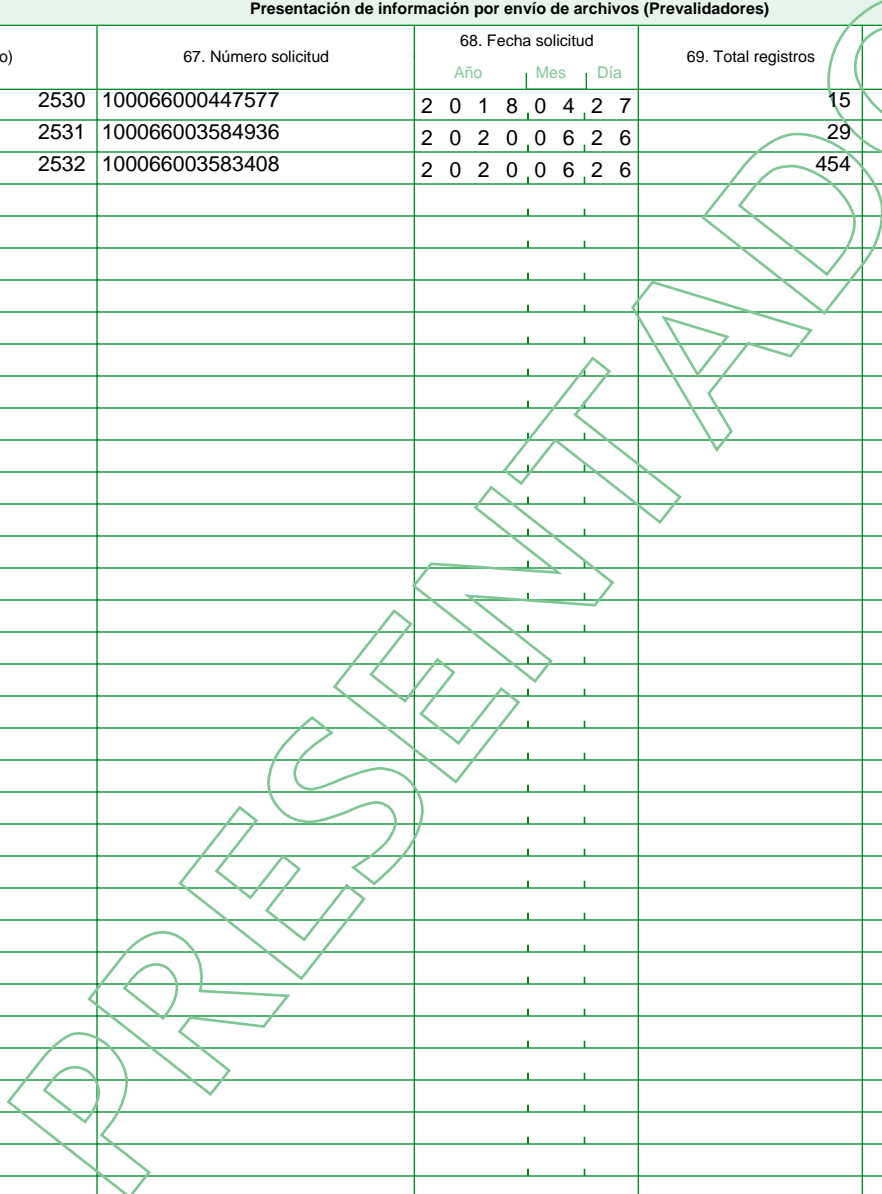 Presentación de información por envío de archivos (Prevalidadores)
o) 67. Número solicitud 68. Fecha solicitud 69. Total registros
Año Mes Día
2530 100066000447577 2 0 1 8 0 4 2 7 15
2531 100066003584936 2 0 2 0 0 6 2 6 29
2532 100066003583408 2 0 2 0 0 6 2 6 454
PRESENTADO